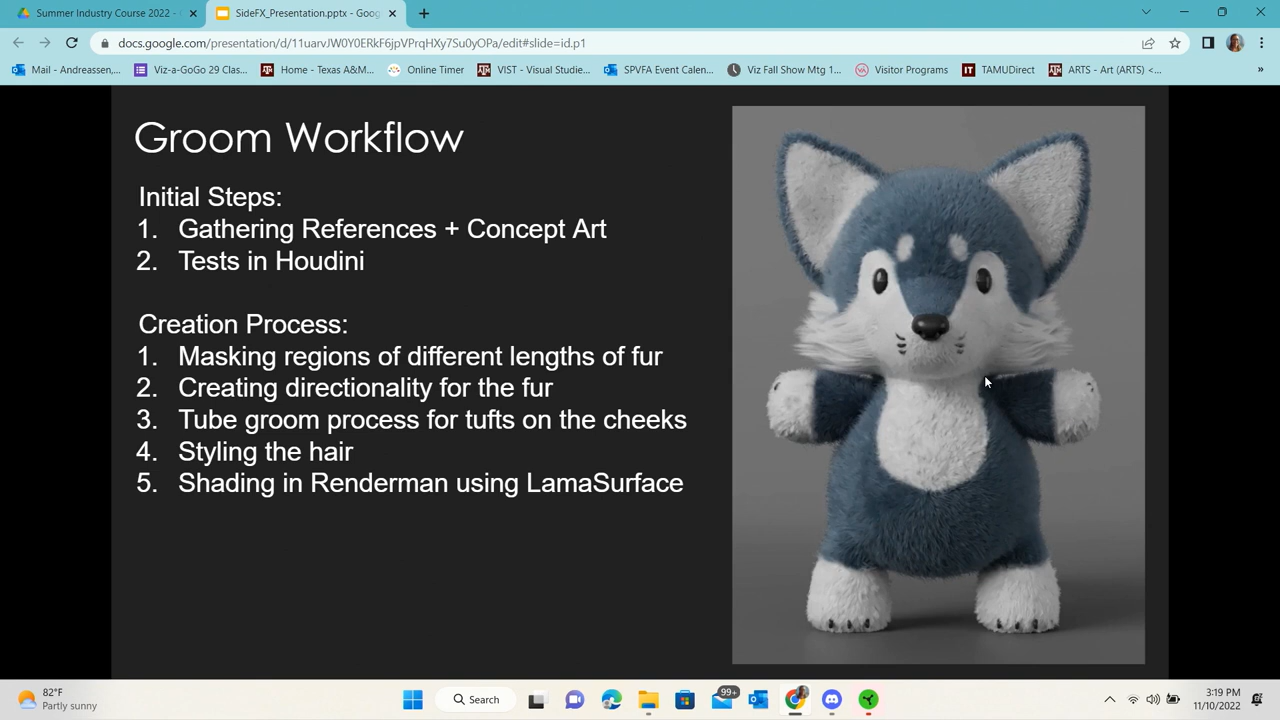 Summer Industry Course 2022 -
SideFX_Presentation.pptx - Goog
docs.google.com/presentation/d/11uarvJW0Y0ERkF6jpVPrqHXy7Su0yOPa/edit#slide=id.p1
Mail - Andreassen,...
Viz-a-GoGo 29 Clas...
Home - Texas A&M...
Online Timer
VIST - Visual Studie...
SPVFA Event Calen...
Viz Fall Show Mtg 1...
Visitor Programs
TAMUDirect
ARTS - Art (ARTS) <...
»
Groom Workflow
Initial Steps:
1. Gathering References + Concept Art
2. Tests in Houdini
Creation Process:
1. Masking regions of different lengths of fur
2. Creating directionality for the fur
3. Tube groom process for tufts on the cheeks
4. Styling the hair
5. Shading in Renderman using LamaSurface
82°F
Partly sunny
Search
99+
3:19 PM
11/10/2022